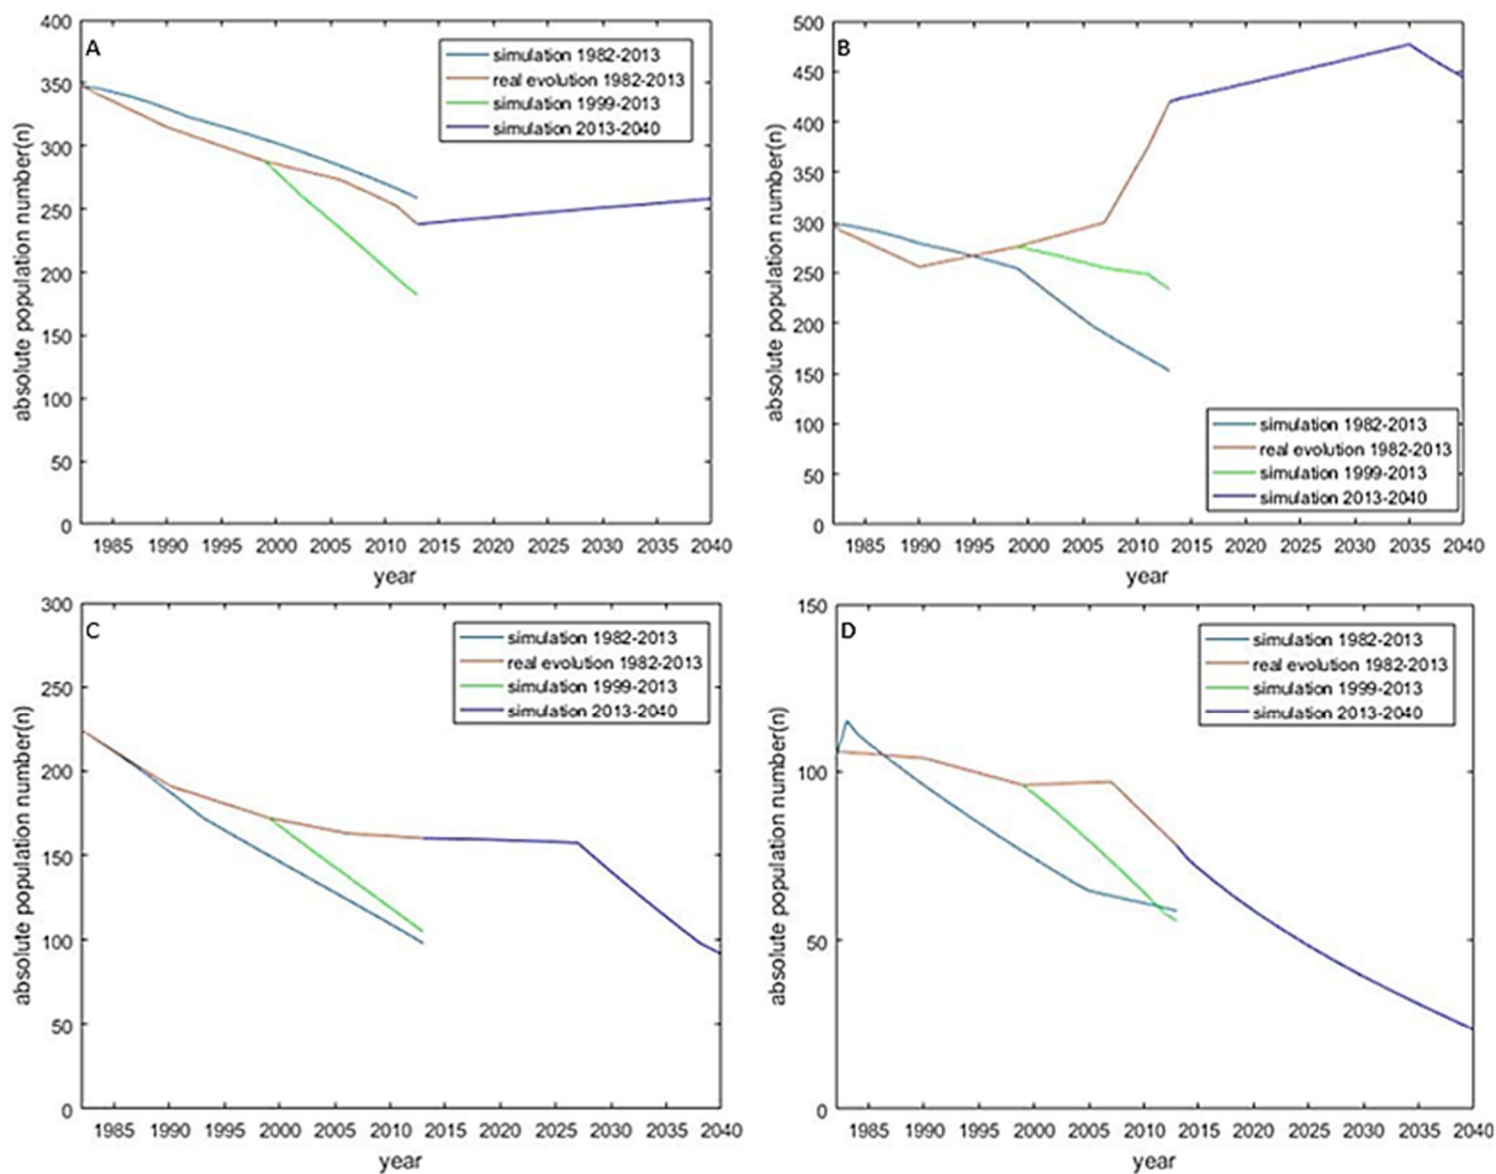 A
400
350
300
250
200
150
100
50
0
absolute population number(n)
simulation 1982-2013
real evolution 1982-2013
simulation 1999-2013
simulation 2013-2040
1985 1990 1995 2000 2005 2010 2015 2020 2025 2030 2035 2040
year
B
500
450
400
350
300
250
200
150
100
50
0
absolute population number(n)
simulation 1982-2013
real evolution 1982-2013
simulation 1999-2013
simulation 2013-2040
1985 1990 1995 2000 2005 2010 2015 2020 2025 2030 2035 2040
year
C
300
250
200
150
100
50
0
absolute population number(n)
simulation 1982-2013
real evolution 1982-2013
simulation 1999-2013
simulation 2013-2040
1985 1990 1995 2000 2005 2010 2015 2020 2025 2030 2035 2040
year
D
150
100
50
0
absolute population number(n)
simulation 1982-2013
real evolution 1982-2013
simulation 1999-2013
simulation 2013-2040
1985 1990 1995 2000 2005 2010 2015 2020 2025 2030 2035 2040
year